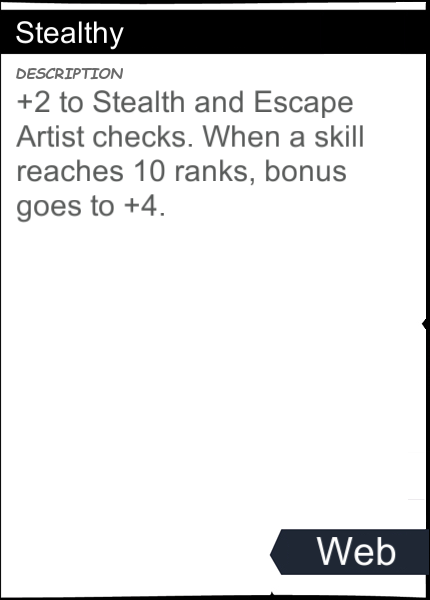 Stealthy
DESCRIPTION
+2 to Stealth and Escape
Artist checks. When a skill
reaches 10 ranks, bonus
goes to +4.
Web